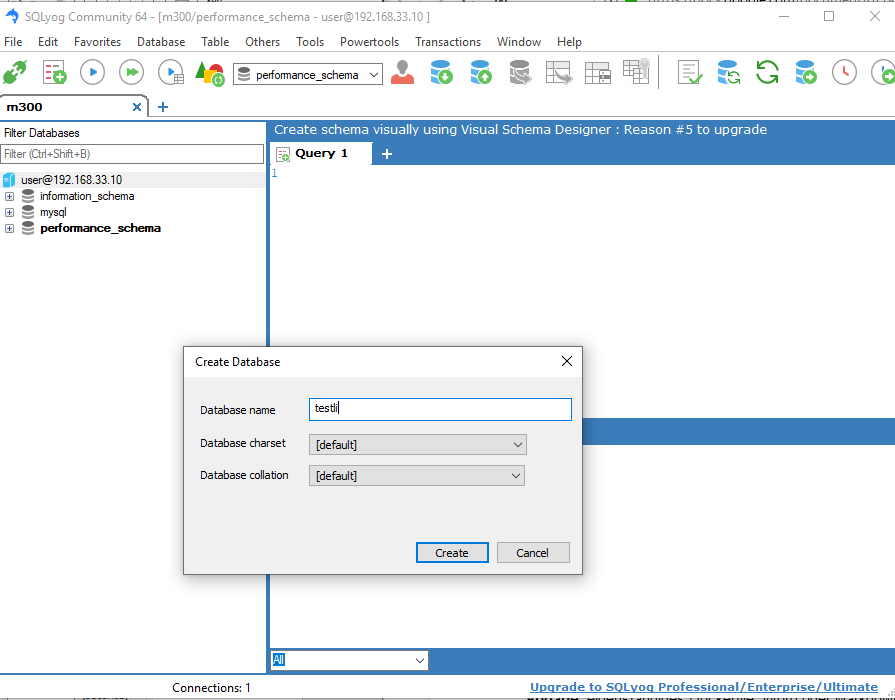 SQLyog Community 64 - [m300/performance_schema - user@192.168.33.10 ]
File Edit Favorites Database Table Others Tools Powertools Transactions Window Help
performance_schema
m300
Filter Databases
Filter (Ctrl+Shift+B)
user@192.168.33.10
information_schema
mysql
performance_schema
Create schema visually using Visual Schema Designer : Reason #5 to upgrade
Query 1
1
Create Database
Database name testli
Database charset [default]
Database collation [default]
Create Cancel
All
Connections: 1
Upgrade to SQLyog Professional/Enterprise/Ultimate